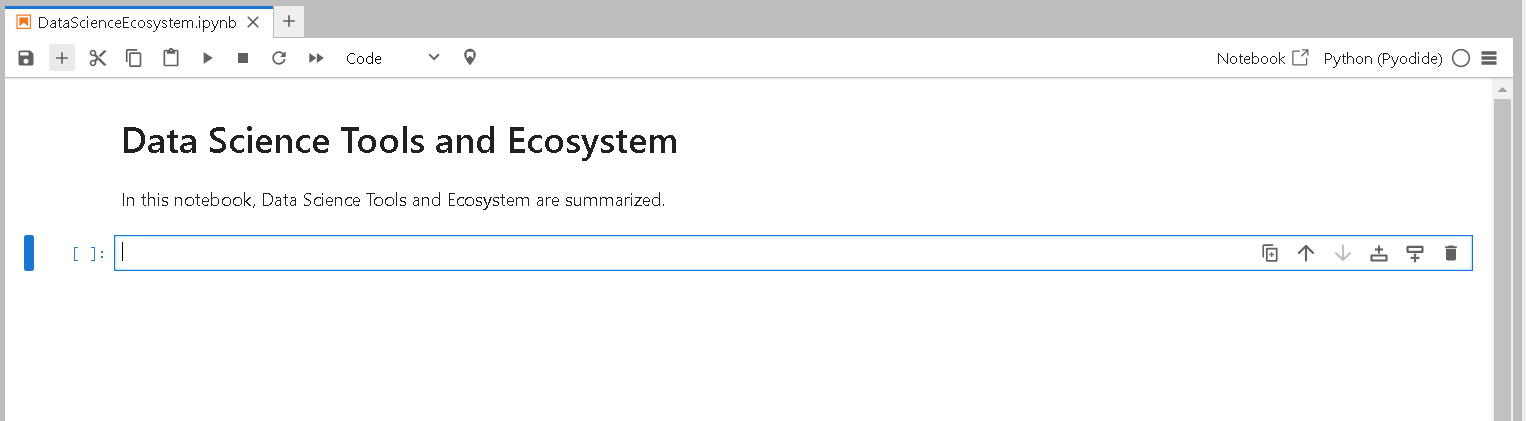 DataScienceEcosystem.ipynb
Code
Notebook
Python (Pyodide)
Data Science Tools and Ecosystem
In this notebook, Data Science Tools and Ecosystem are summarized.
[ ]: